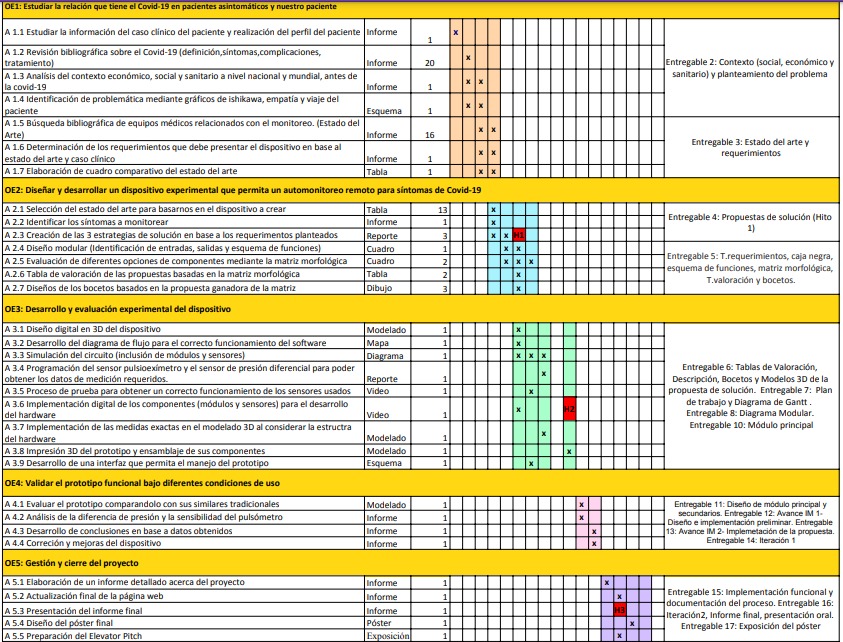 OE1: Estudiar la relación que tiene el Covid-19 en pacientes asintomáticos y nuestro paciente
A 1.1 Estudiar la información del caso clínico del paciente y realización del perfil del paciente Informe 1 x
A 1.2 Revisión bibliográfica sobre el Covid-19 (definición,síntomas,complicaciones,
tratamiento) Informe 20 x
A 1.3 Analísis del contexto económico, social y sanitario a nivel nacional y mundial, antes de
la covid-19 Informe 1 x x
A 1.4 Identificación de problemática mediante gráficos de ishikawa, empatía y viaje del
paciente Esquema 1 x x
Entregable 2: Contexto (social, económico y
sanitario) y planteamiento del problema
A 1.5 Búsqueda bibliográfica de equipos médicos relacionados con el monitoreo. (Estado del
Arte) Informe 16 x x
A 1.6 Determinación de los requerimientos que debe presentar el dispositivo en base al
estado del arte y caso clínico Informe 1 x x
A 1.7 Elaboración de cuadro comparativo del estado del arte Tabla 1 x x
Entregable 3: Estado del arte y
requerimientos
OE2: Diseñar y desarrollar un dispositivo experimental que permita un automonitoreo remoto para síntomas de Covid-19
A 2.1 Selección del estado del arte para basarnos en el dispositivo a crear Tabla 13 x
A 2.2 Identificar los síntomas a monitorear Informe 1 x
A 2.3 Creación de las 3 estrategias de solución en base a los requerimentos planteados Reporte 3 x x H1
Entregable 4: Propuestas de solución (Hito
1)
A 2.4 Diseño modular (Identificación de entradas, salidas y esquema de funciones) Cuadro 1 x x
A 2.5 Evaluación de diferentes opciones de componentes mediante la matriz morfológica Cuadro 2 x x x
A 2.6 Tabla de valoración de las propuestas basadas en la matriz morfológica Tabla 2 x
A 2.7 Diseños de los bocetos basados en la propuesta ganadora de la matriz Dibujo 3 x
Entregable 5: T.requerimientos, caja negra,
esquema de funciones, matriz morfológica,
T.valoración y bocetos.
OE3: Desarrollo y evaluación experimental del dispositivo
A 3.1 Diseño digital en 3D del dispositivo Modelado 1 x
A 3.2 Desarrollo del diagrama de flujo para el correcto funcionamiento del software Mapa 1 x
A 3.3 Simulación del circuito (inclusión de módulos y sensores) Diagrama 1 x x x
A 3.4 Programación del sensor pulsioexímetro y el sensor de presión diferencial para poder
obtener los datos de medición requeridos. Reporte 1 x
A 3.5 Proceso de prueba para obtener un correcto funcionamiento de los sensores usados Video 1 x
A 3.6 Implementación digital de los componentes (módulos y sensores) para el desarrollo
del hardware Video 1 x H2
A 3.7 Implementación de las medidas exactas en el modelado 3D al considerar la estructra
del hardware Modelado 1 x
A 3.8 Impresión 3D del prototipo y ensamblaje de sus componentes Modelado 1 x
A 3.9 Desarrollo de una interfaz que permita el manejo del prototipo Esquema 1 x
Entregable 6: Tablas de Valoración,
Descripción, Bocetos y Modelos 3D de la
propuesta de solución. Entregable 7: Plan
de trabajo y Diagrama de Gantt .
Entregable 8: Diagrama Modular.
Entregable 10: Módulo principal
OE4: Validar el prototipo funcional bajo diferentes condiciones de uso
A 4.1 Evaluar el prototipo comparandolo con sus similares tradicionales Modelado 1 x
A 4.2 Análisis de la diferencia de presión y la sensibilidad del pulsómetro Informe 1 x
A 4.3 Desarrollo de conclusiones en base a datos obtenidos Informe 1 x
A 4.4 Correción y mejoras del dispositivo Informe 1 x
Entregable 11: Diseño de módulo principal y
secundarios. Entregable 12: Avance IM 1-
Diseño e implementación preliminar. Entregable
13: Avance IM 2- Implemetación de la propuesta.
Entregable 14: Iteración 1
OE5: Gestión y cierre del proyecto
A 5.1 Elaboración de un informe detallado acerca del proyecto Informe 1 x
A 5.2 Actualización final de la página web Informe 1 x
A 5.3 Preparación del informe final Informe 1 H3
A 5.4 Diseño del póster final Póster 1 x
A 5.5 Preparación del Elevator Pitch Exposición 1 x
Entregable 15: Implementación funcional y
documentación del proceso. Entregable 16:
Iteración2, Informe final, presentación oral.
Entregable 17: Exposición del póster